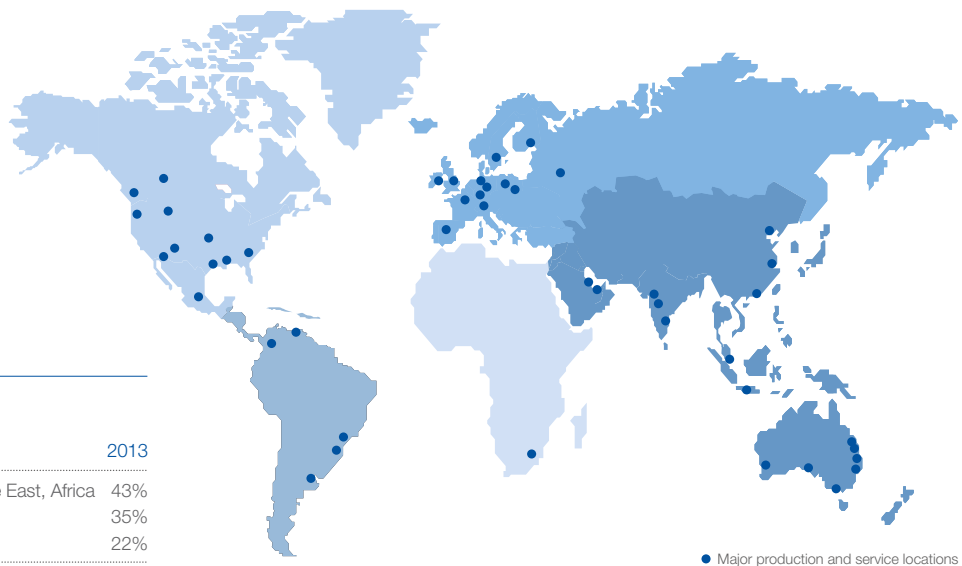 2013
e East, Africa 43%
35%
22%
Major production and service locations